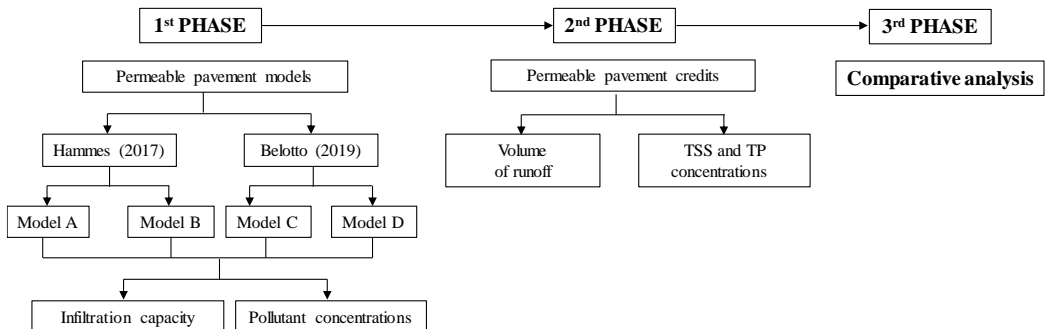 1st PHASE
2nd PHASE
3rd PHASE
Permeable pavement models
Permeable pavement credits
Comparative analysis
Hammes (2017)
Belotto (2019)
Volume
of runoff
TSS and TP
concentrations
Model A
Model B
Model C
Model D
Infiltration capacity
Pollutant concentrations